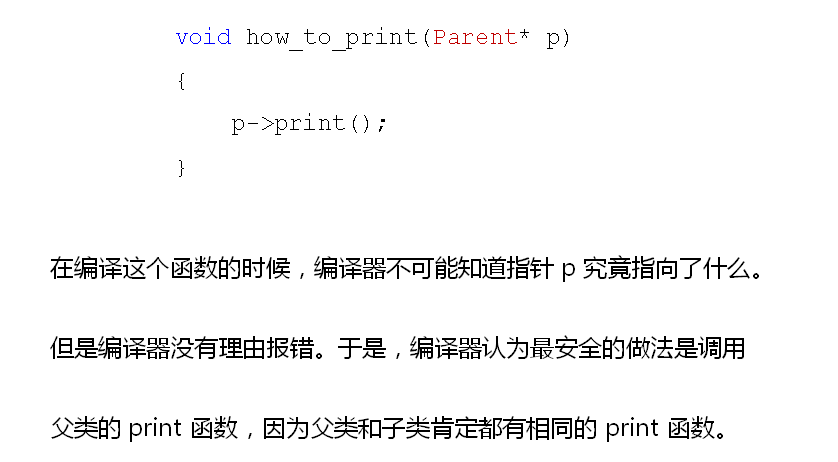 void how_to_print(Parent* p)
{
    p->print();
}
在编译这个函数的时候，编译器不可能知道指针 p 究竟指向了什么。
但是编译器没有理由报错。于是，编译器认为最安全的做法是调用
父类的 print 函数，因为父类和子类肯定都有相同的 print 函数。